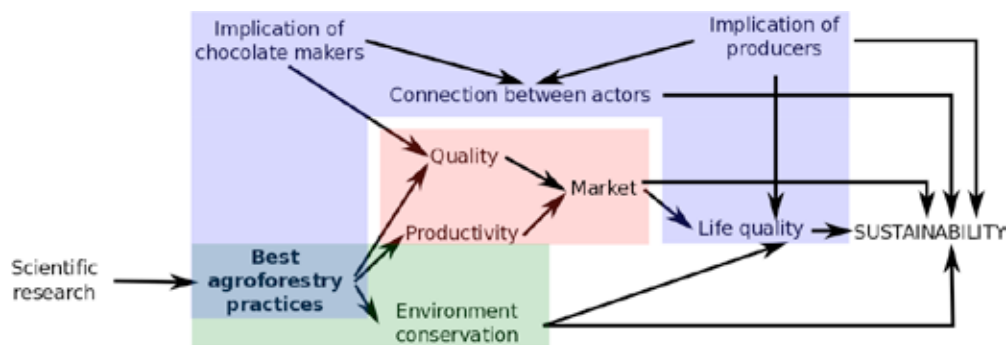 Implication of
chocolate makers
Implication of
producers
Connection between actors
Quality
Market
Productivity
Life quality
SUSTAINABILITY
Scientific
research
Best
agroforestry
practices
Environment
conservation